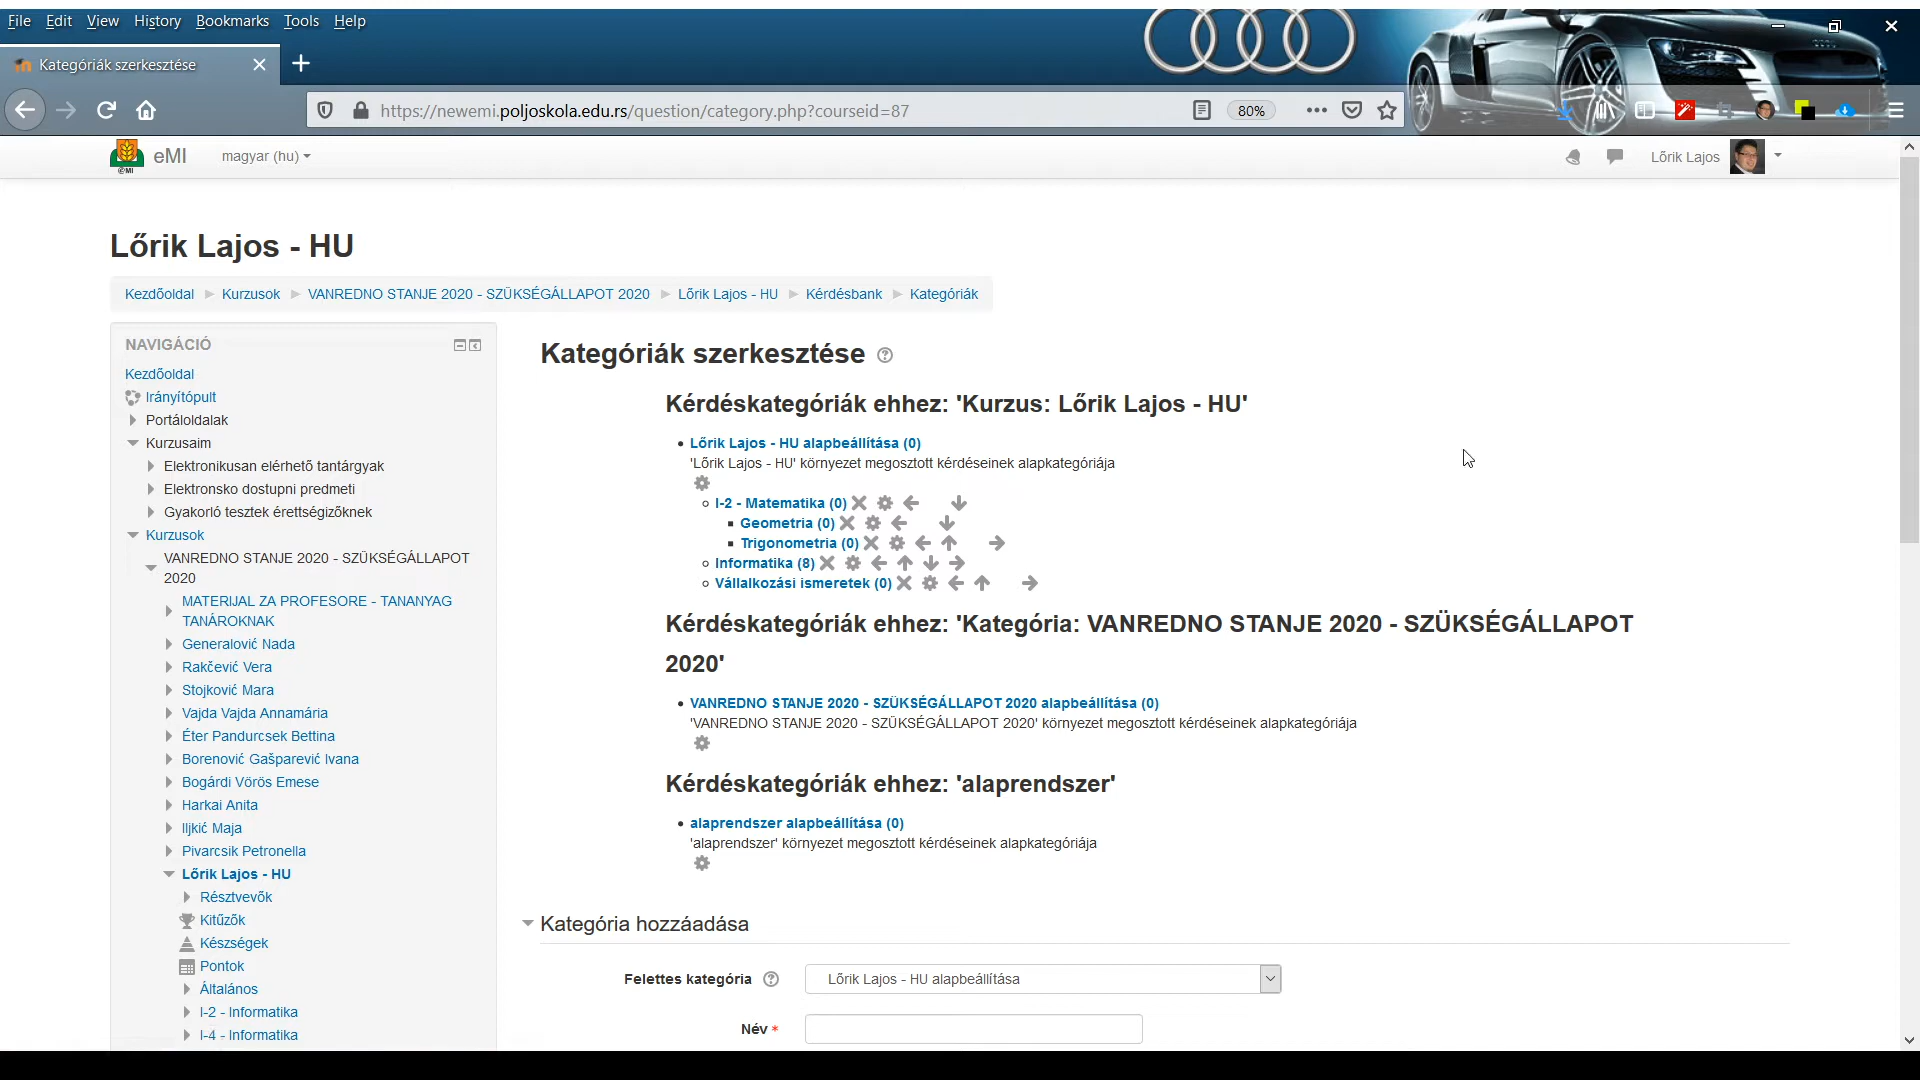 File Edit View History Bookmarks Tools Help
Kategóriák szerkesztése
https://newemi.poljoskola.edu.rs/question/category.php?courseid=87
80%
eMI
magyar (hu)
Lőrik Lajos
Lőrik Lajos - HU
Kezdőoldal Kurzusok VANREDNO STANJE 2020 - SZÜKSÉGÁLLAPOT 2020 Lőrik Lajos - HU Kérdésbank Kategóriák
NAVIGÁCIÓ
Kezdőoldal
Irányítópult
Portáloldalak
Kurzusaim
Elektronikusan elérhető tantárgyak
Elektronsko dostupni predmeti
Gyakorló tesztek érettségizőknek
Kurzusok
VANREDNO STANJE 2020 - SZÜKSÉGÁLLAPOT
2020
MATERIJAL ZA PROFESORE - TANANYAG
TANÁROKNAK
Generalović Nada
Rakčević Vera
Stojković Mara
Vajda Vajda Annamária
Éter Pandurcsek Bettina
Borenović Gašparević Ivana
Bogárdi Vörös Emese
Harkai Anita
Iljkić Maja
Pivarcsik Petronella
Lőrik Lajos - HU
Résztvevők
Kitűzők
Készségek
Pontok
Általános
I-2 - Informatika
I-4 - Informatika
Kategóriák szerkesztése
Kérdéskategóriák ehhez: 'Kurzus: Lőrik Lajos - HU'
Lőrik Lajos - HU alapbeállítása (0)
'Lőrik Lajos - HU' környezet megosztott kérdéseinek alapkategóriája
I-2 - Matematika (0)
Geometria (0)
Trigonometria (0)
Informatika (8)
Vállalkozási ismeretek (0)
Kérdéskategóriák ehhez: 'Kategória: VANREDNO STANJE 2020 - SZÜKSÉGÁLLAPOT
2020'
VANREDNO STANJE 2020 - SZÜKSÉGÁLLAPOT 2020 alapbeállítása (0)
'VANREDNO STANJE 2020 - SZÜKSÉGÁLLAPOT 2020' környezet megosztott kérdéseinek alapkategóriája
Kérdéskategóriák ehhez: 'alaprendszer'
alaprendszer alapbeállítása (0)
'alaprendszer' környezet megosztott kérdéseinek alapkategóriája
Kategória hozzáadása
Felettes kategória
Lőrik Lajos - HU alapbeállítása
Név *